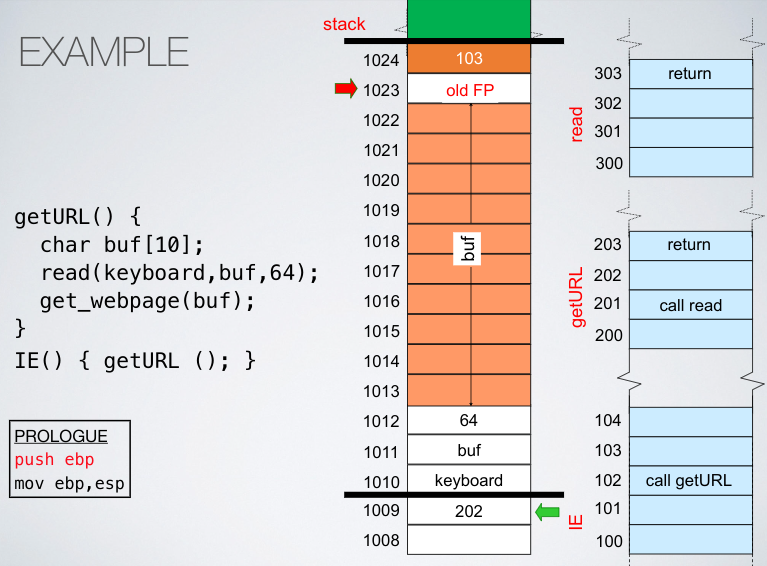 EXAMPLE
getURL() {
char buf[10];
read(keyboard,buf,64);
get_webpage(buf);
}
IE() { getURL (); }
PROLOGUE
push ebp
mov ebp,esp
stack
1024 103
1023 old FP
1022
1021
1020
1019
1018
1017
1016
1015
1014
1013
buf
1012 64
1011 buf
1010 keyboard
1009 202
1008
read
303 return
302
301
300
getURL
203 return
202
201 call read
200
IE
104
103
102 call getURL
101
100